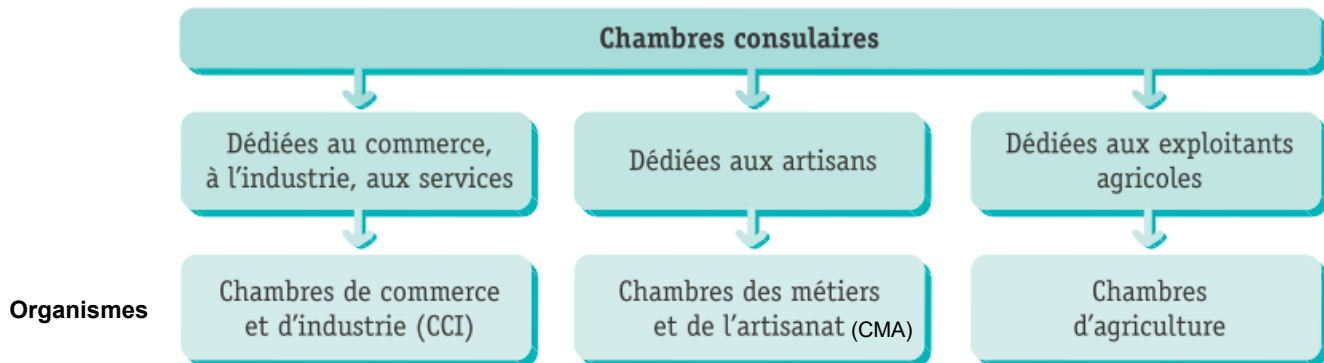 Chambres consulaires
Dédiées au commerce,
à l'industrie, aux services
Dédiées aux artisans
Dédiées aux exploitants
agricoles
Organismes
Chambres de commerce
et d'industrie (CCI)
Chambres des métiers
et de l'artisanat (CMA)
Chambres
d'agriculture